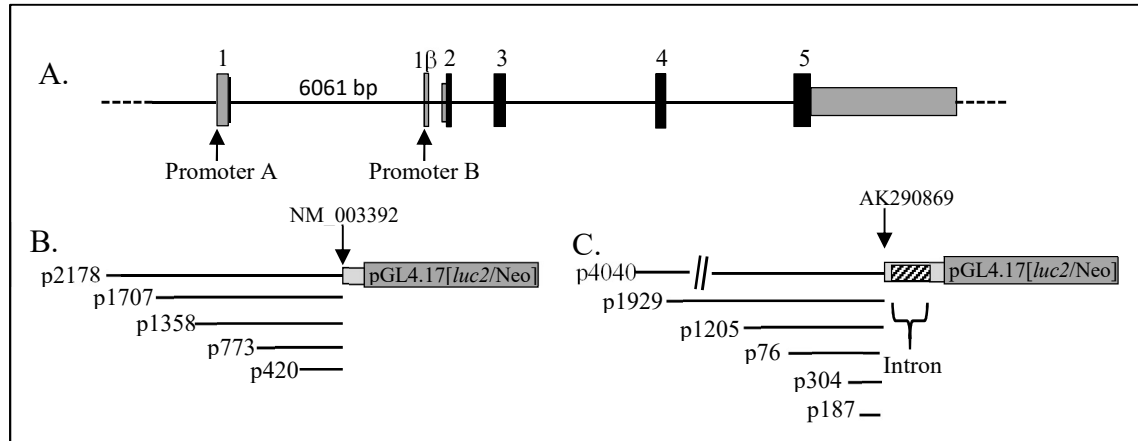 A.
1
1β
2
3
4
5
6061 bp
Promoter A
Promoter B
B.
NM_003392
p2178
pGL4.17[luc2/Neo]
p1707
p1358
p773
p420
C.
AK290869
p4040
pGL4.17[luc2/Neo]
p1929
p1205
p76
Intron
p304
p187